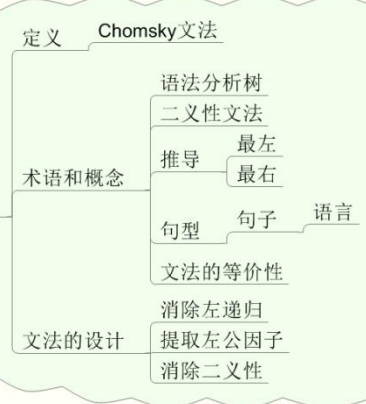 定义
Chomsky文法
术语和概念
语法分析树
二义性文法
推导
最左
最右
句型
句子
语言
文法的等价性
文法的设计
消除左递归
提取左公因子
消除二义性